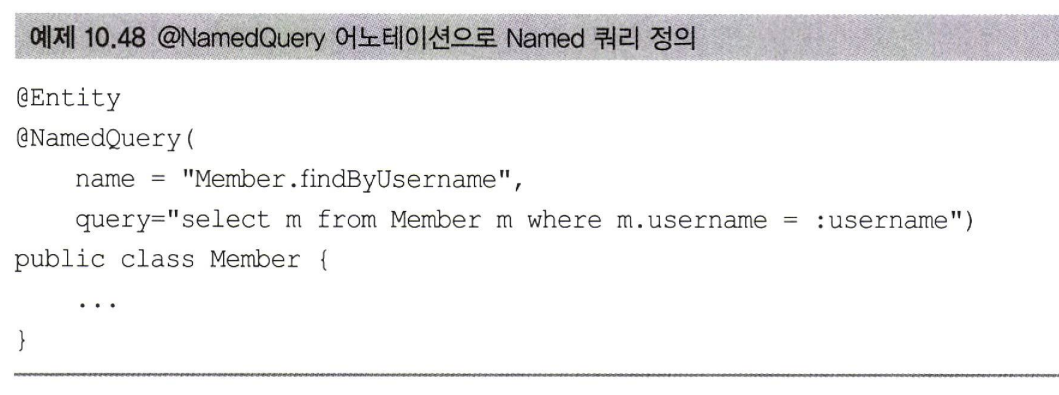 예제 10.48 @NamedQuery 어노테이션으로 Named 쿼리 정의
@Entity
@NamedQuery(
    name = "Member.findByUsername",
    query="select m from Member m where m.username = :username")
public class Member {
    ...
}